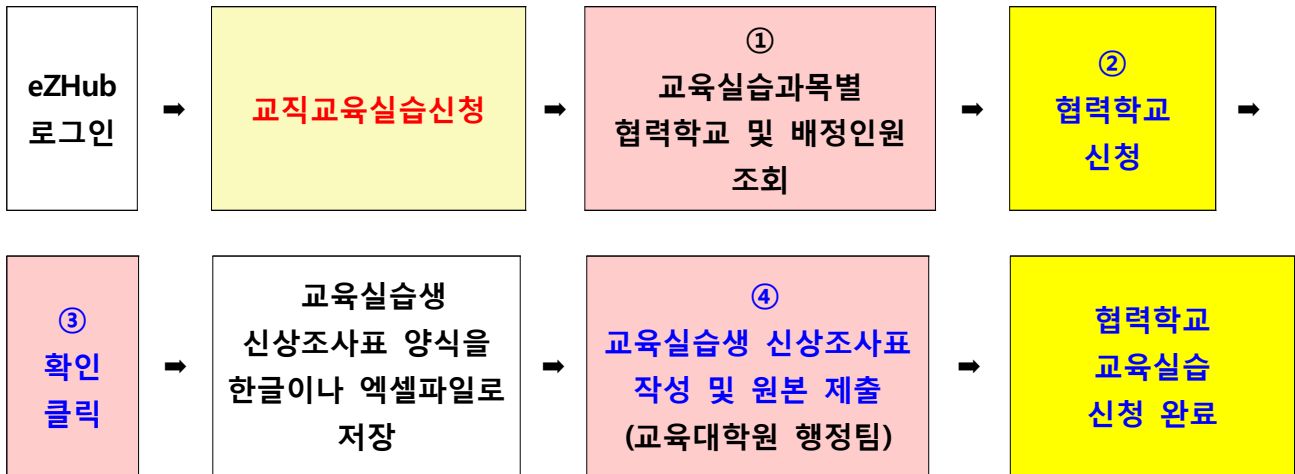 eZHub
로그인
➡
교직교육실습신청
➡
①
교육실습과목별
협력학교 및 배정인원
조회
➡
②
협력학교
신청
➡
③
확인
클릭
➡
교육실습생
신상조사표 양식을
한글이나 엑셀파일로
저장
➡
④
교육실습생 신상조사표
작성 및 원본 제출
(교육대학원 행정팀)
➡
협력학교
교육실습
신청 완료